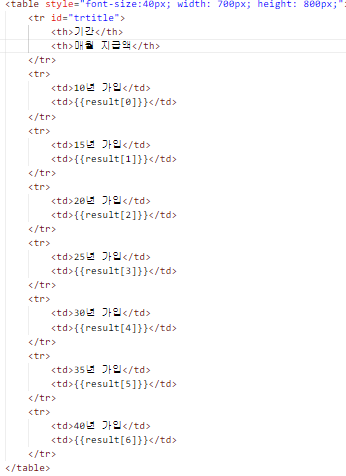 <table style="font-size:40px; width: 700px; height: 800px;"
<tr id="trtitle">
<th>기간</th>
<th>매월 지급액</th>
</tr>
<tr>
<td>10년 가입</td>
<td>{{result[0]}}</td>
</tr>
<tr>
<td>15년 가입</td>
<td>{{result[1]}}</td>
</tr>
<tr>
<td>20년 가입</td>
<td>{{result[2]}}</td>
</tr>
<tr>
<td>25년 가입</td>
<td>{{result[3]}}</td>
</tr>
<tr>
<td>30년 가입</td>
<td>{{result[4]}}</td>
</tr>
<tr>
<td>35년 가입</td>
<td>{{result[5]}}</td>
</tr>
<tr>
<td>40년 가입</td>
<td>{{result[6]}}</td>
</tr>
</table>